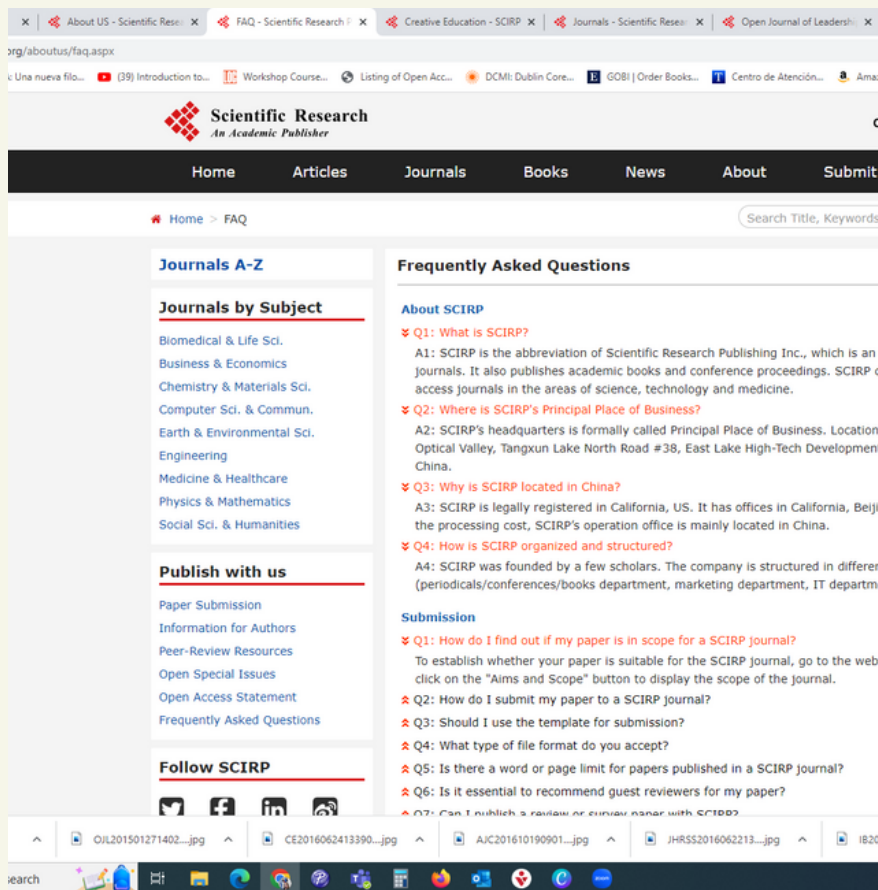 About US - Scientific Resea
FAQ - Scientific Research P
Creative Education - SCIRP
Journals - Scientific Resear
Open Journal of Leadershi
org/aboutus/faq.aspx
: Una nueva filo...
(39) Introduction to...
Workshop Course...
Listing of Open Acc...
DCMI: Dublin Core...
GOBI | Order Books...
Centro de Atención...
Ama
Scientific Research
An Academic Publisher
Home Articles Journals Books News About Submit
Home > FAQ
Search Title, Keywords
Journals A-Z
Journals by Subject
Biomedical & Life Sci.
Business & Economics
Chemistry & Materials Sci.
Computer Sci. & Commun.
Earth & Environmental Sci.
Engineering
Medicine & Healthcare
Physics & Mathematics
Social Sci. & Humanities
Publish with us
Paper Submission
Information for Authors
Peer-Review Resources
Open Special Issues
Open Access Statement
Frequently Asked Questions
Follow SCIRP
Frequently Asked Questions
About SCIRP
Q1: What is SCIRP?
A1: SCIRP is the abbreviation of Scientific Research Publishing Inc., which is an
journals. It also publishes academic books and conference proceedings. SCIRP
access journals in the areas of science, technology and medicine.
Q2: Where is SCIRP's Principal Place of Business?
A2: SCIRP's headquarters is formally called Principal Place of Business. Location
Optical Valley, Tangxun Lake North Road #38, East Lake High-Tech Developmen
China.
Q3: Why is SCIRP located in China?
A3: SCIRP is legally registered in California, US. It has offices in California, Beiji
the processing cost, SCIRP's operation office is mainly located in China.
Q4: How is SCIRP organized and structured?
A4: SCIRP was founded by a few scholars. The company is structured in differen
(periodicals/conferences/books department, marketing department, IT departm
Submission
Q1: How do I find out if my paper is in scope for a SCIRP journal?
To establish whether your paper is suitable for the SCIRP journal, go to the web
click on the "Aims and Scope" button to display the scope of the journal.
Q2: How do I submit my paper to a SCIRP journal?
Q3: Should I use the template for submission?
Q4: What type of file format do you accept?
Q5: Is there a word or page limit for papers published in a SCIRP journal?
Q6: Is it essential to recommend guest reviewers for my paper?
Q7: Can I publish a review or survey paper with SCIRP?
OJL201501271402....jpg
CE2016062413390...jpg
AJC201610190901....jpg
JHRSS2016062213....jpg
IB20
search